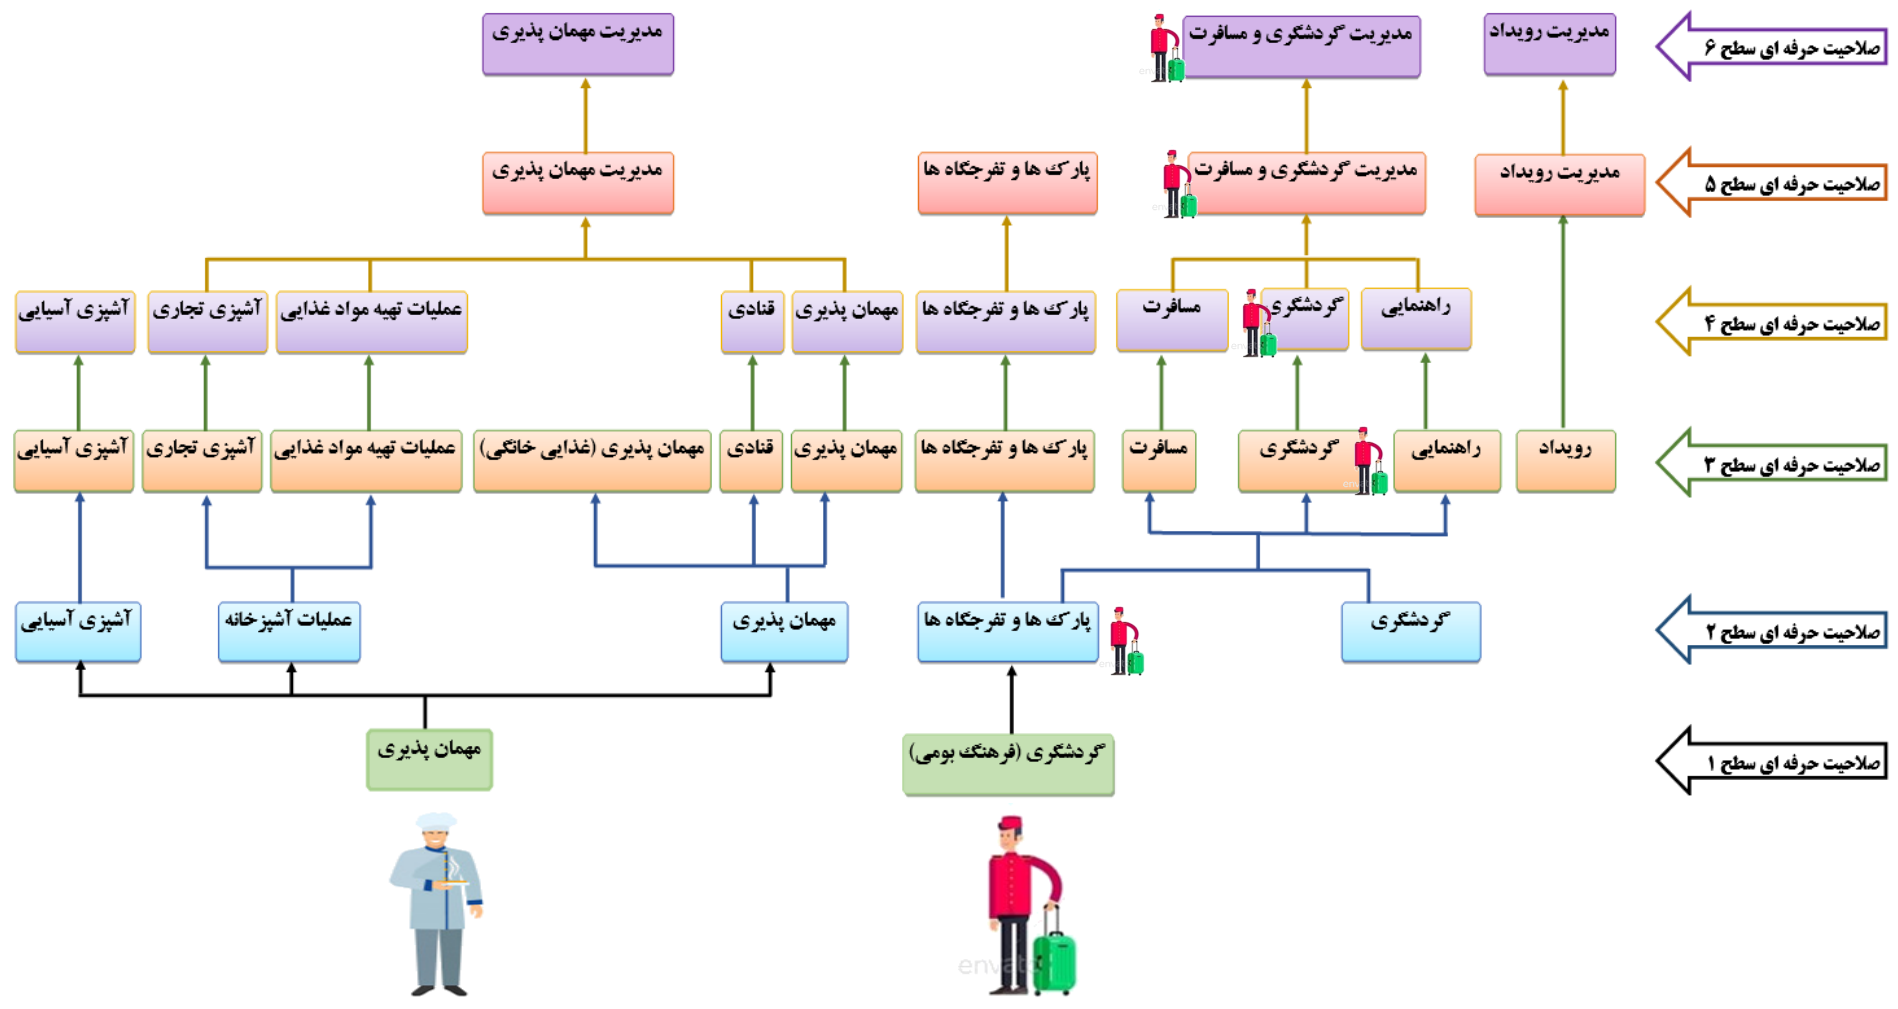 صلاحیت حرفه ای سطح ۶
مدیریت رویداد
مدیریت گردشگری و مسافرت
مدیریت مهمان پذیری
صلاحیت حرفه ای سطح ۵
مدیریت رویداد
مدیریت گردشگری و مسافرت
پارک ها و تفرجگاه ها
مدیریت مهمان پذیری
صلاحیت حرفه ای سطح ۴
راهنمایی
گردشگری
مسافرت
پارک ها و تفرجگاه ها
مهمان پذیری
قنادی
عملیات تهیه مواد غذایی
آشپزی تجاری
آشپزی آسیایی
صلاحیت حرفه ای سطح ۳
رویداد
راهنمایی
گردشگری
مسافرت
پارک ها و تفرجگاه ها
مهمان پذیری
قنادی
مهمان پذیری (غذایی خانگی)
عملیات تهیه مواد غذایی
آشپزی تجاری
آشپزی آسیایی
صلاحیت حرفه ای سطح ۲
گردشگری
پارک ها و تفرجگاه ها
مهمان پذیری
عملیات آشپزخانه
آشپزی آسیایی
صلاحیت حرفه ای سطح ۱
گردشگری (فرهنگ بومی)
مهمان پذیری
envato